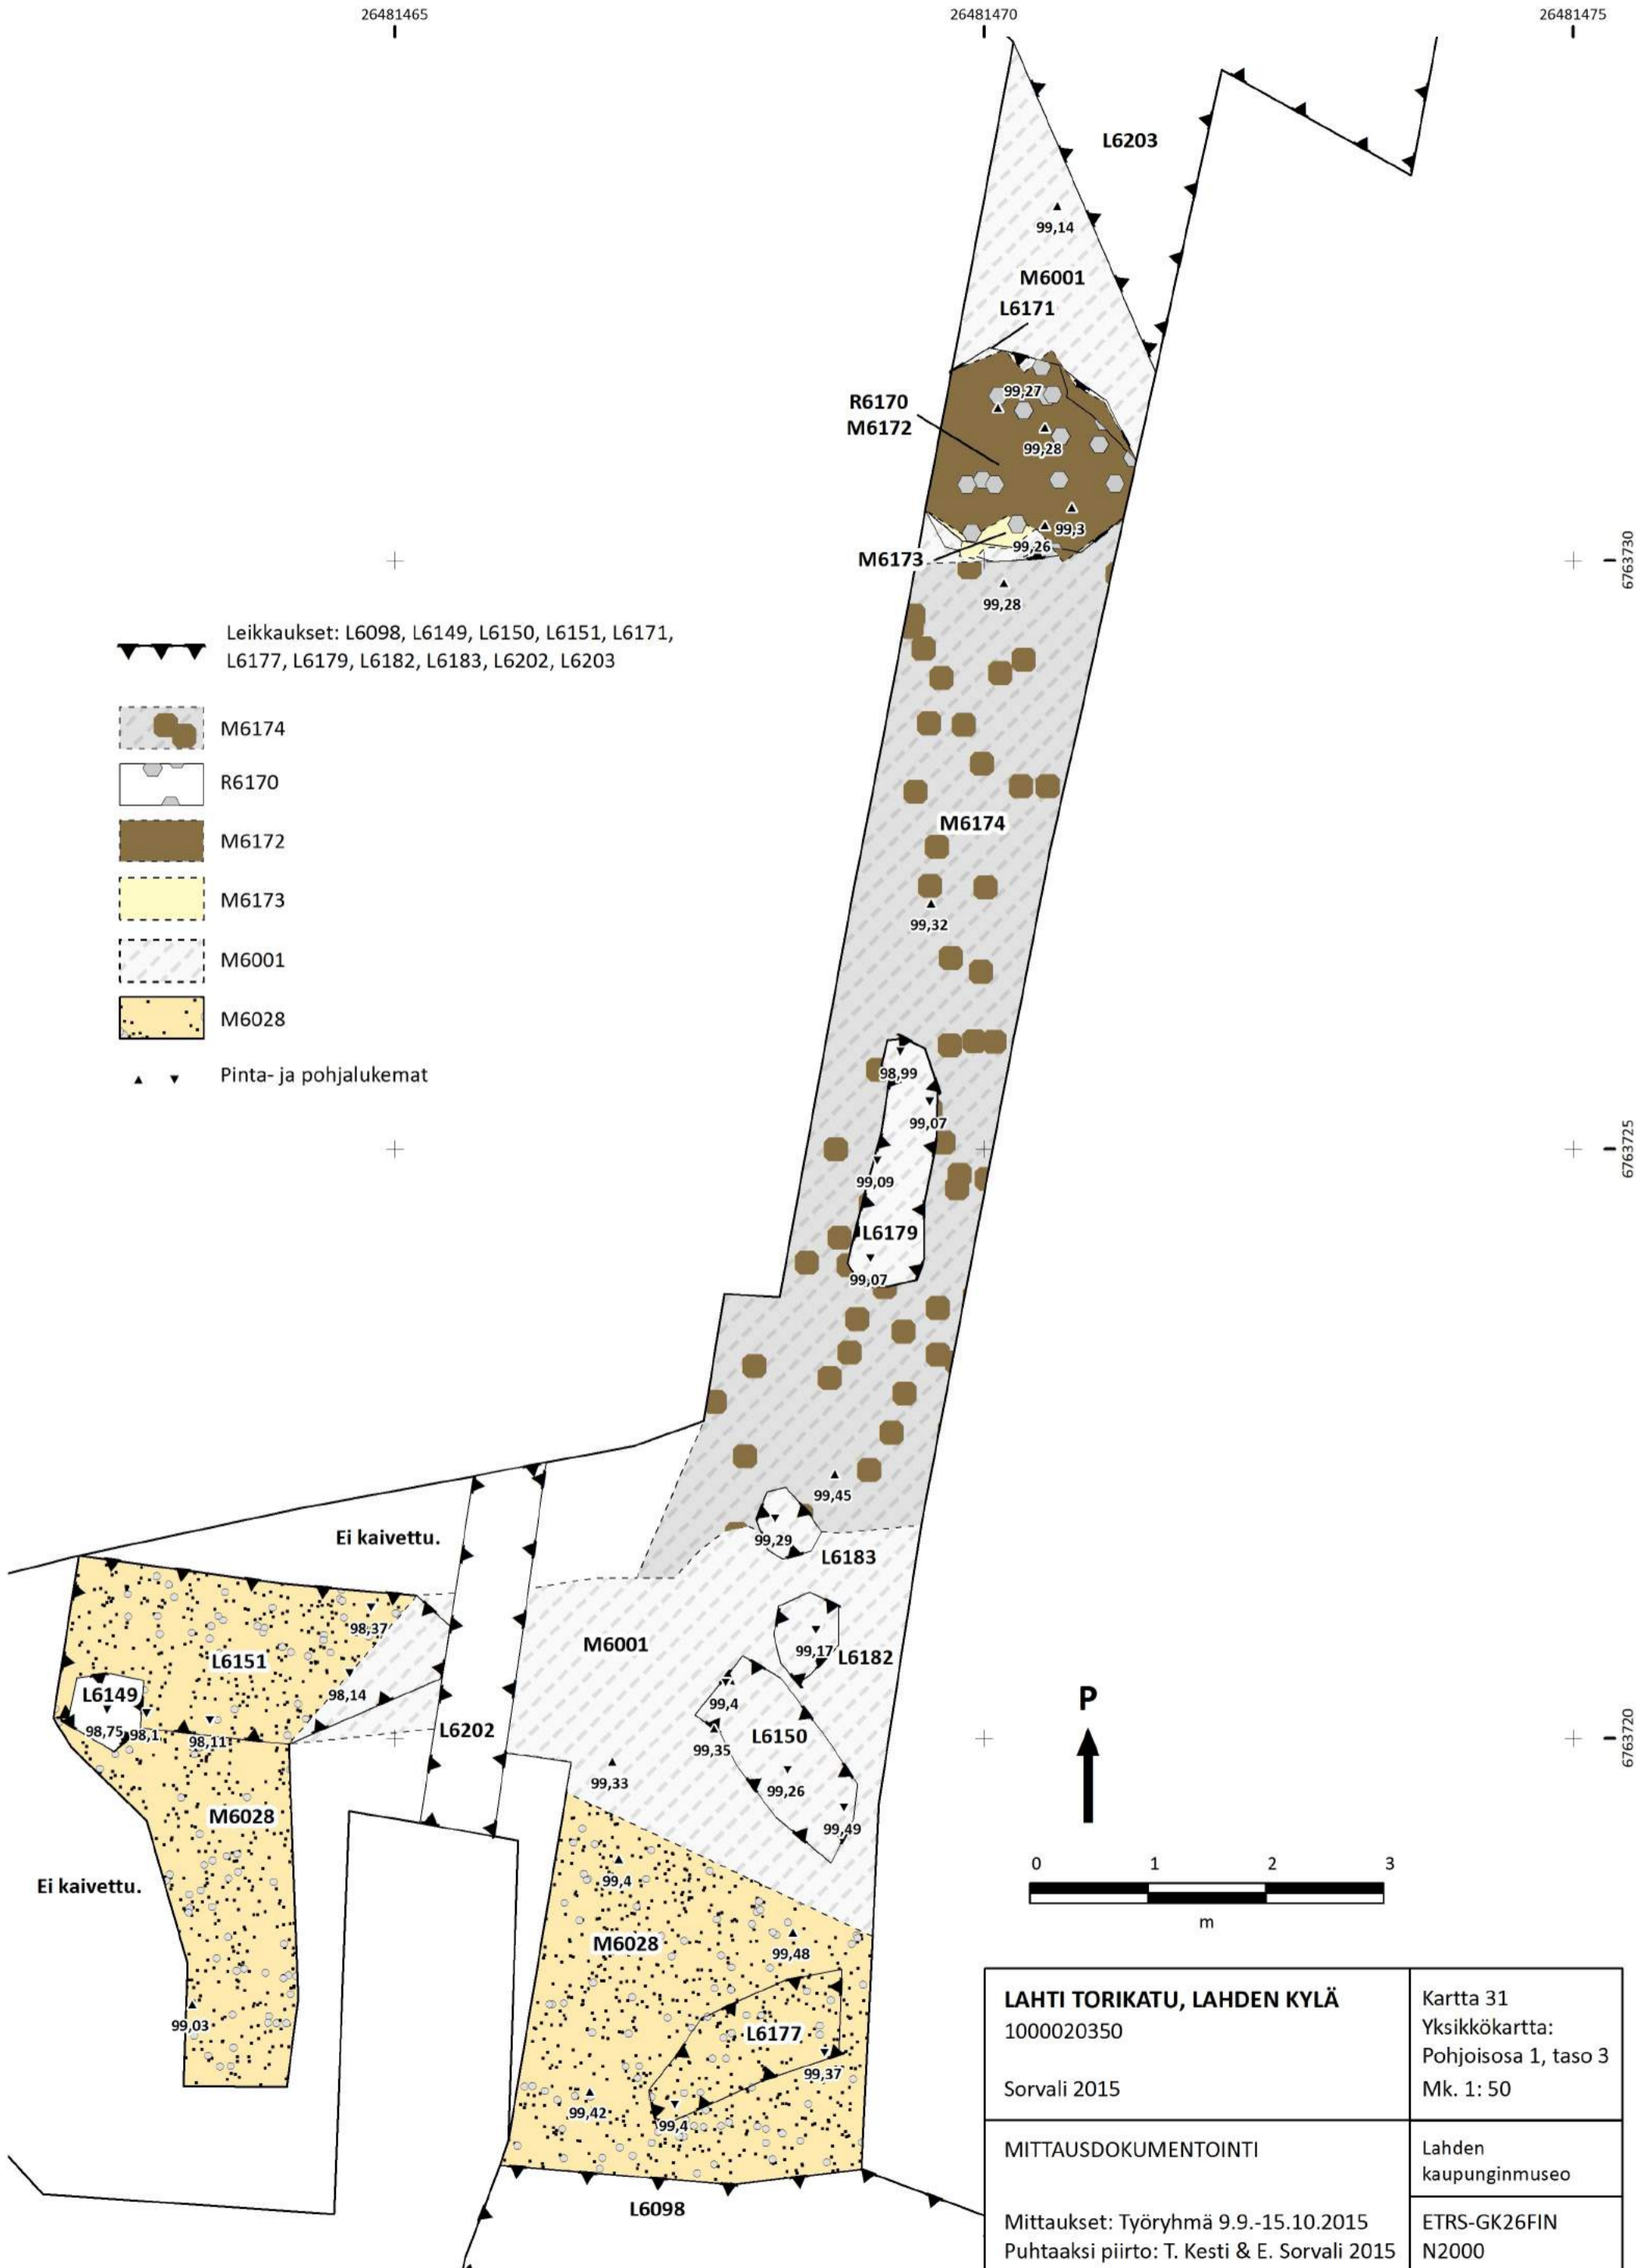 26481465
26481470
26481475
L6203
99,14
M6001
L6171
99,27
R6170
M6172
99,28
99,3
M6173
99,26
6763730
99,28
Leikkaukset: L6098, L6149, L6150, L6151, L6171,
L6177, L6179, L6182, L6183, L6202, L6203
M6174
R6170
M6172
M6173
M6001
M6028
Pinta- ja pohjalukemat
M6174
99,32
98,99
99,07
6763725
99,09
L6179
99,07
99,45
Ei kaivettu.
99,29
L6183
98,37
M6001
99,17
L6182
L6151
L6149
98,14
99,4
P
98,75
98,1
98,11
L6202
99,35
L6150
6763720
99,33
99,26
M6028
99,49
0 1 2 3
m
Ei kaivettu.
99,4
M6028
99,48
99,03
L6177
99,37
99,42
99,4
L6098
LAHTI TORIKATU, LAHDEN KYLÄ
1000020350
Sorvali 2015
Kartta 31
Yksikkökartta:
Pohjoisosa 1, taso 3
Mk. 1: 50
MITTAUSDOKUMENTOINTI
Lahden
kaupunginmuseo
Mittaukset: Työryhmä 9.9.-15.10.2015
Puhtaaksi piirto: T. Kesti & E. Sorvali 2015
ETRS-GK26FIN
N2000